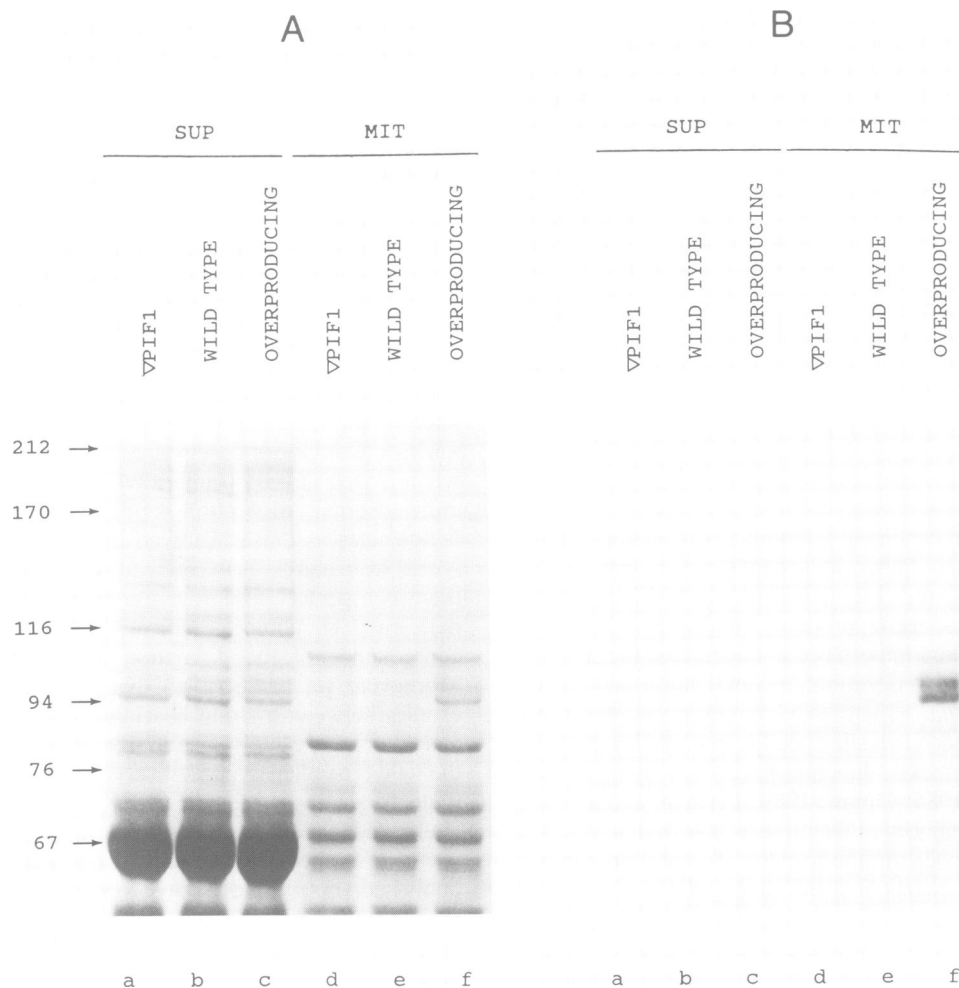 A
B
SUP
MIT
SUP
MIT
▽PIF1
WILD TYPE
OVERPRODUCING
▽PIF1
WILD TYPE
OVERPRODUCING
▽PIF1
WILD TYPE
OVERPRODUCING
▽PIF1
WILD TYPE
OVERPRODUCING
212
170
116
94
76
67
a b c d e f
a b c d e f